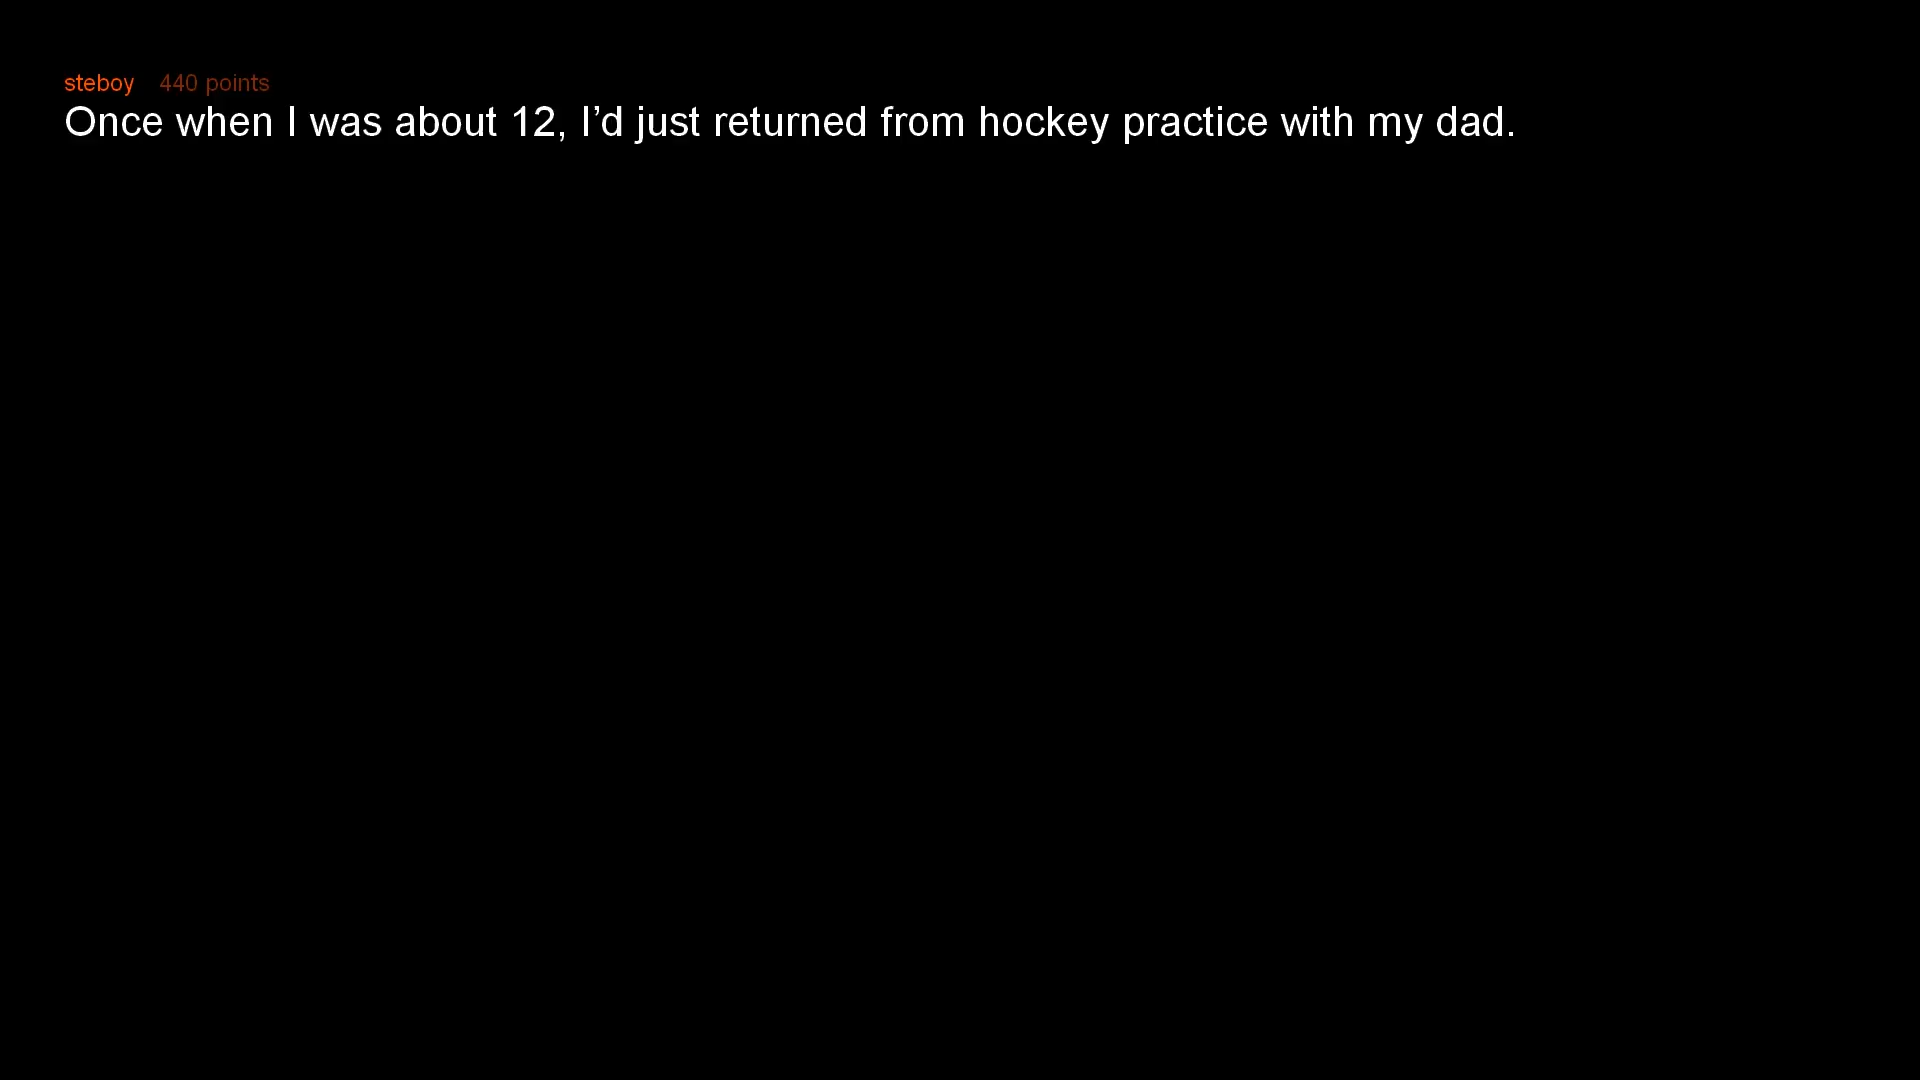 steboy 440 points
Once when I was about 12, I’d just returned from hockey practice with my dad.